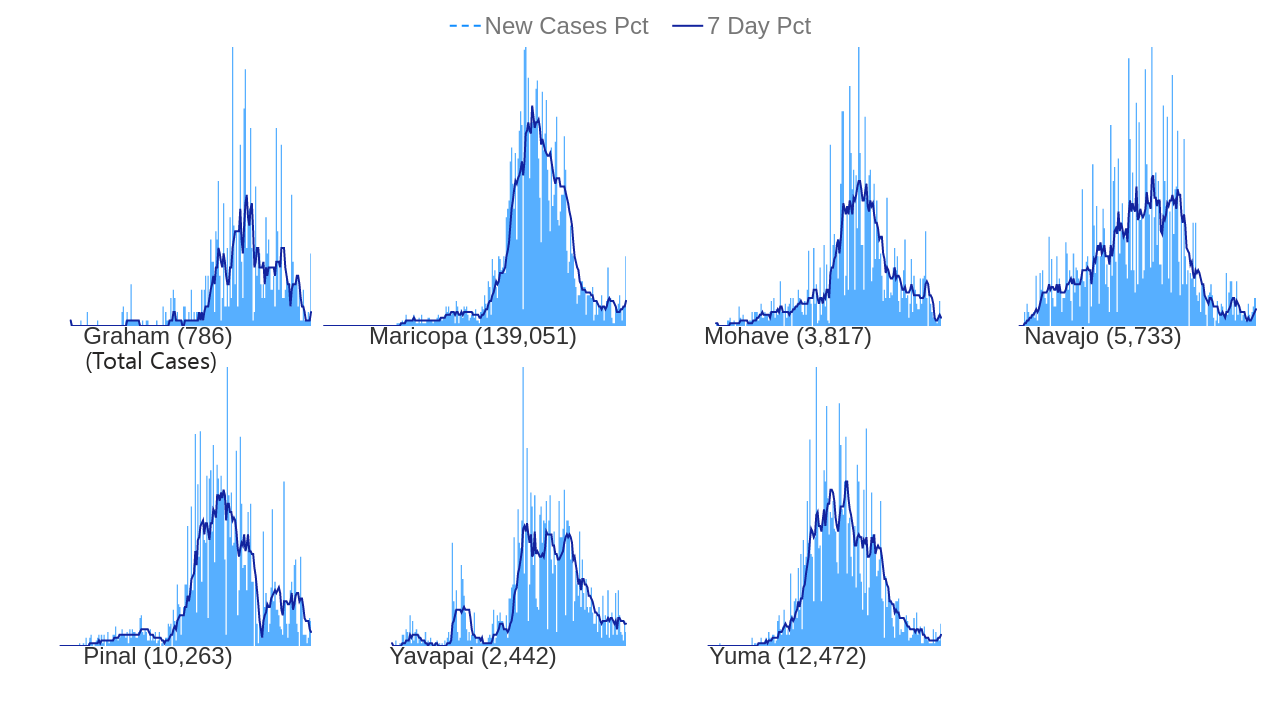 New Cases Pct 7 Day Pct
Graham (786) Maricopa (139,051) Mohave (3,817) Navajo (5,733)
(Total Cases)
Pinal (10,263) Yavapai (2,442) Yuma (12,472)